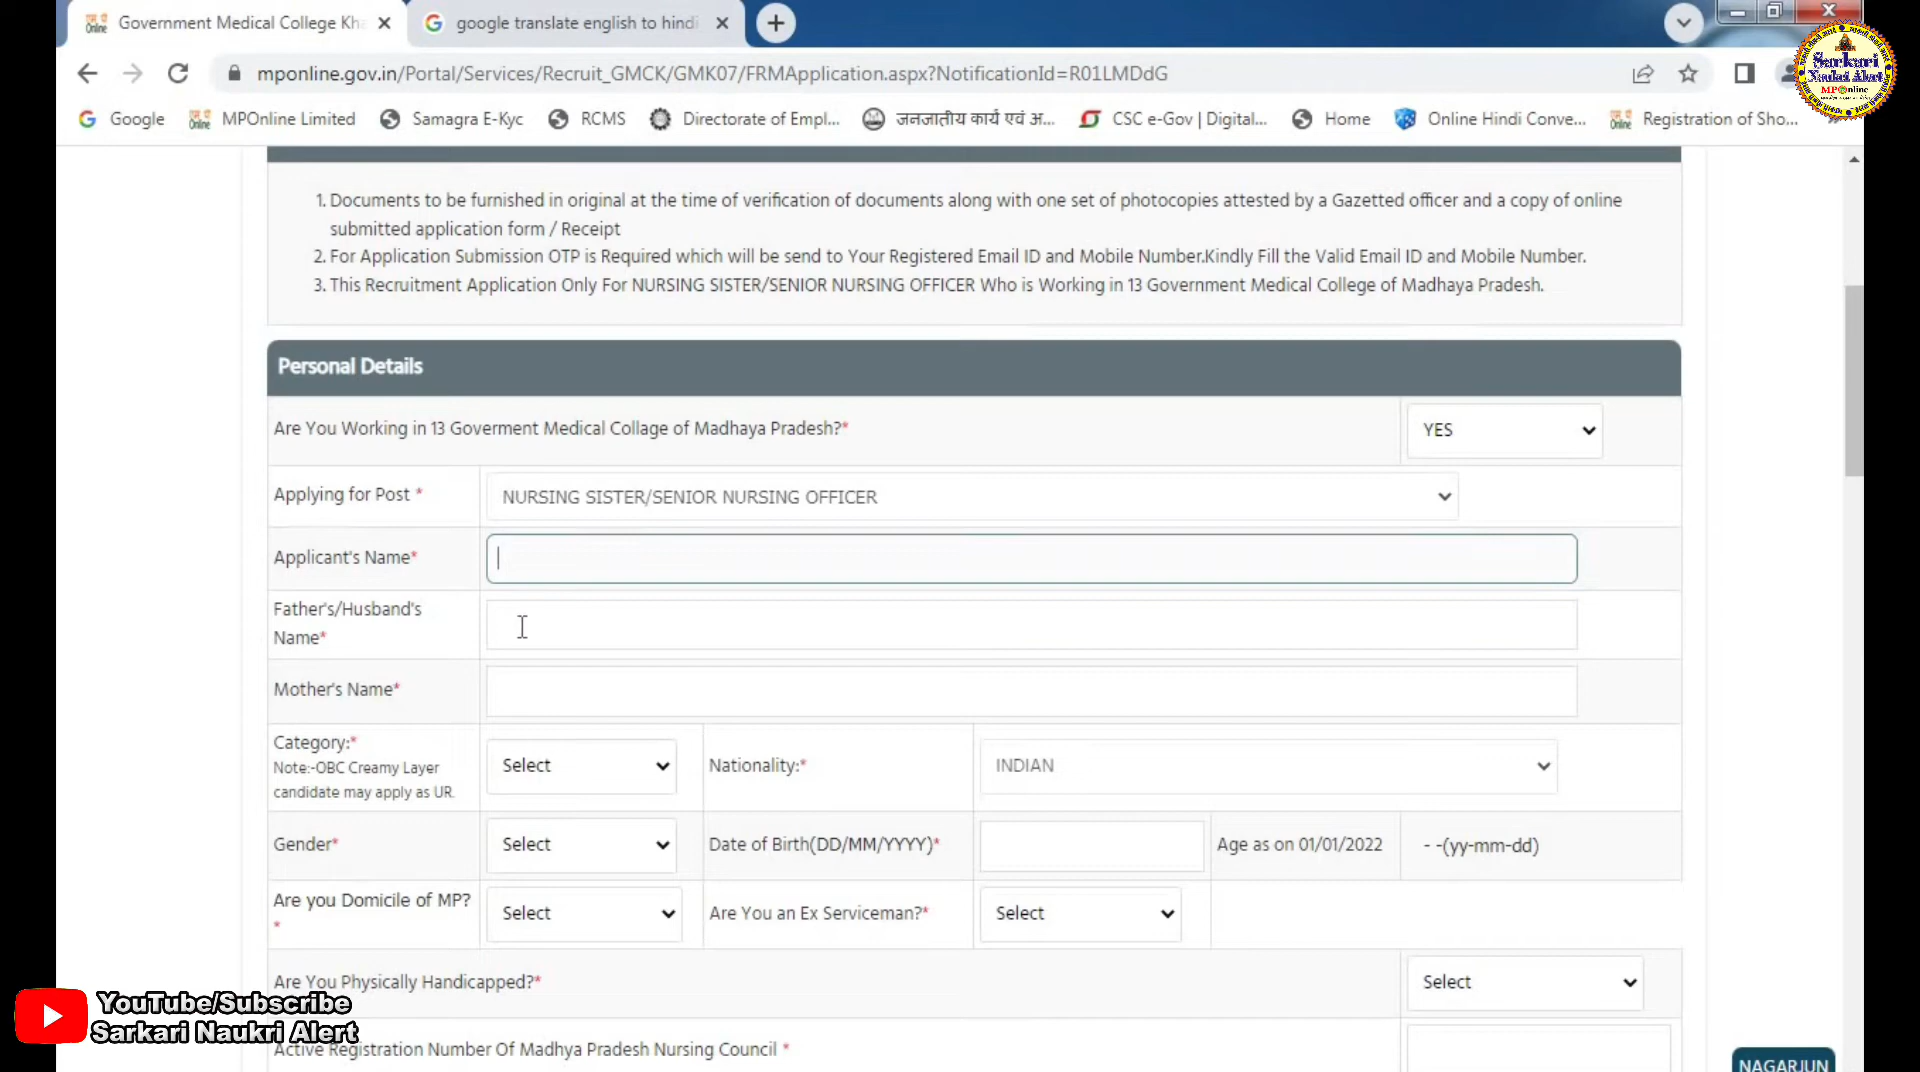 Government Medical College Kha
google translate english to hindi
mponline.gov.in/Portal/Services/Recruit_GMCK/GMK07/FRMApplication.aspx?NotificationId=R01LMDdG
Sarkari
Naukri Alert
MPOnline
Google
MPOnline Limited
Samagra E-Kyc
RCMS
Directorate of Empl...
जनजातीय कार्य एवं अ...
CSC e-Gov | Digital...
Home
Online Hindi Conve...
Registration of Sho...
1. Documents to be furnished in original at the time of verification of documents along with one set of photocopies attested by a Gazetted officer and a copy of online
submitted application form / Receipt
2. For Application Submission OTP is Required which will be send to Your Registered Email ID and Mobile Number.Kindly Fill the Valid Email ID and Mobile Number.
3. This Recruitment Application Only For NURSING SISTER/SENIOR NURSING OFFICER Who is Working in 13 Government Medical College of Madhaya Pradesh.
Personal Details
Are You Working in 13 Goverment Medical Collage of Madhaya Pradesh?*
YES
Applying for Post *
NURSING SISTER/SENIOR NURSING OFFICER
Applicant's Name*
Father's/Husband's
Name*
Mother's Name*
Category:*
Note:-OBC Creamy Layer
candidate may apply as UR.
Select
Nationality:*
INDIAN
Gender*
Select
Date of Birth(DD/MM/YYYY)*
Age as on 01/01/2022
- -(yy-mm-dd)
Are you Domicile of MP?
*
Select
Are You an Ex Serviceman?*
Select
Are You Physically Handicapped?*
Select
YouTube/Subscribe
Sarkari Naukri Alert
Active Registration Number Of Madhya Pradesh Nursing Council *
NAGARJUN